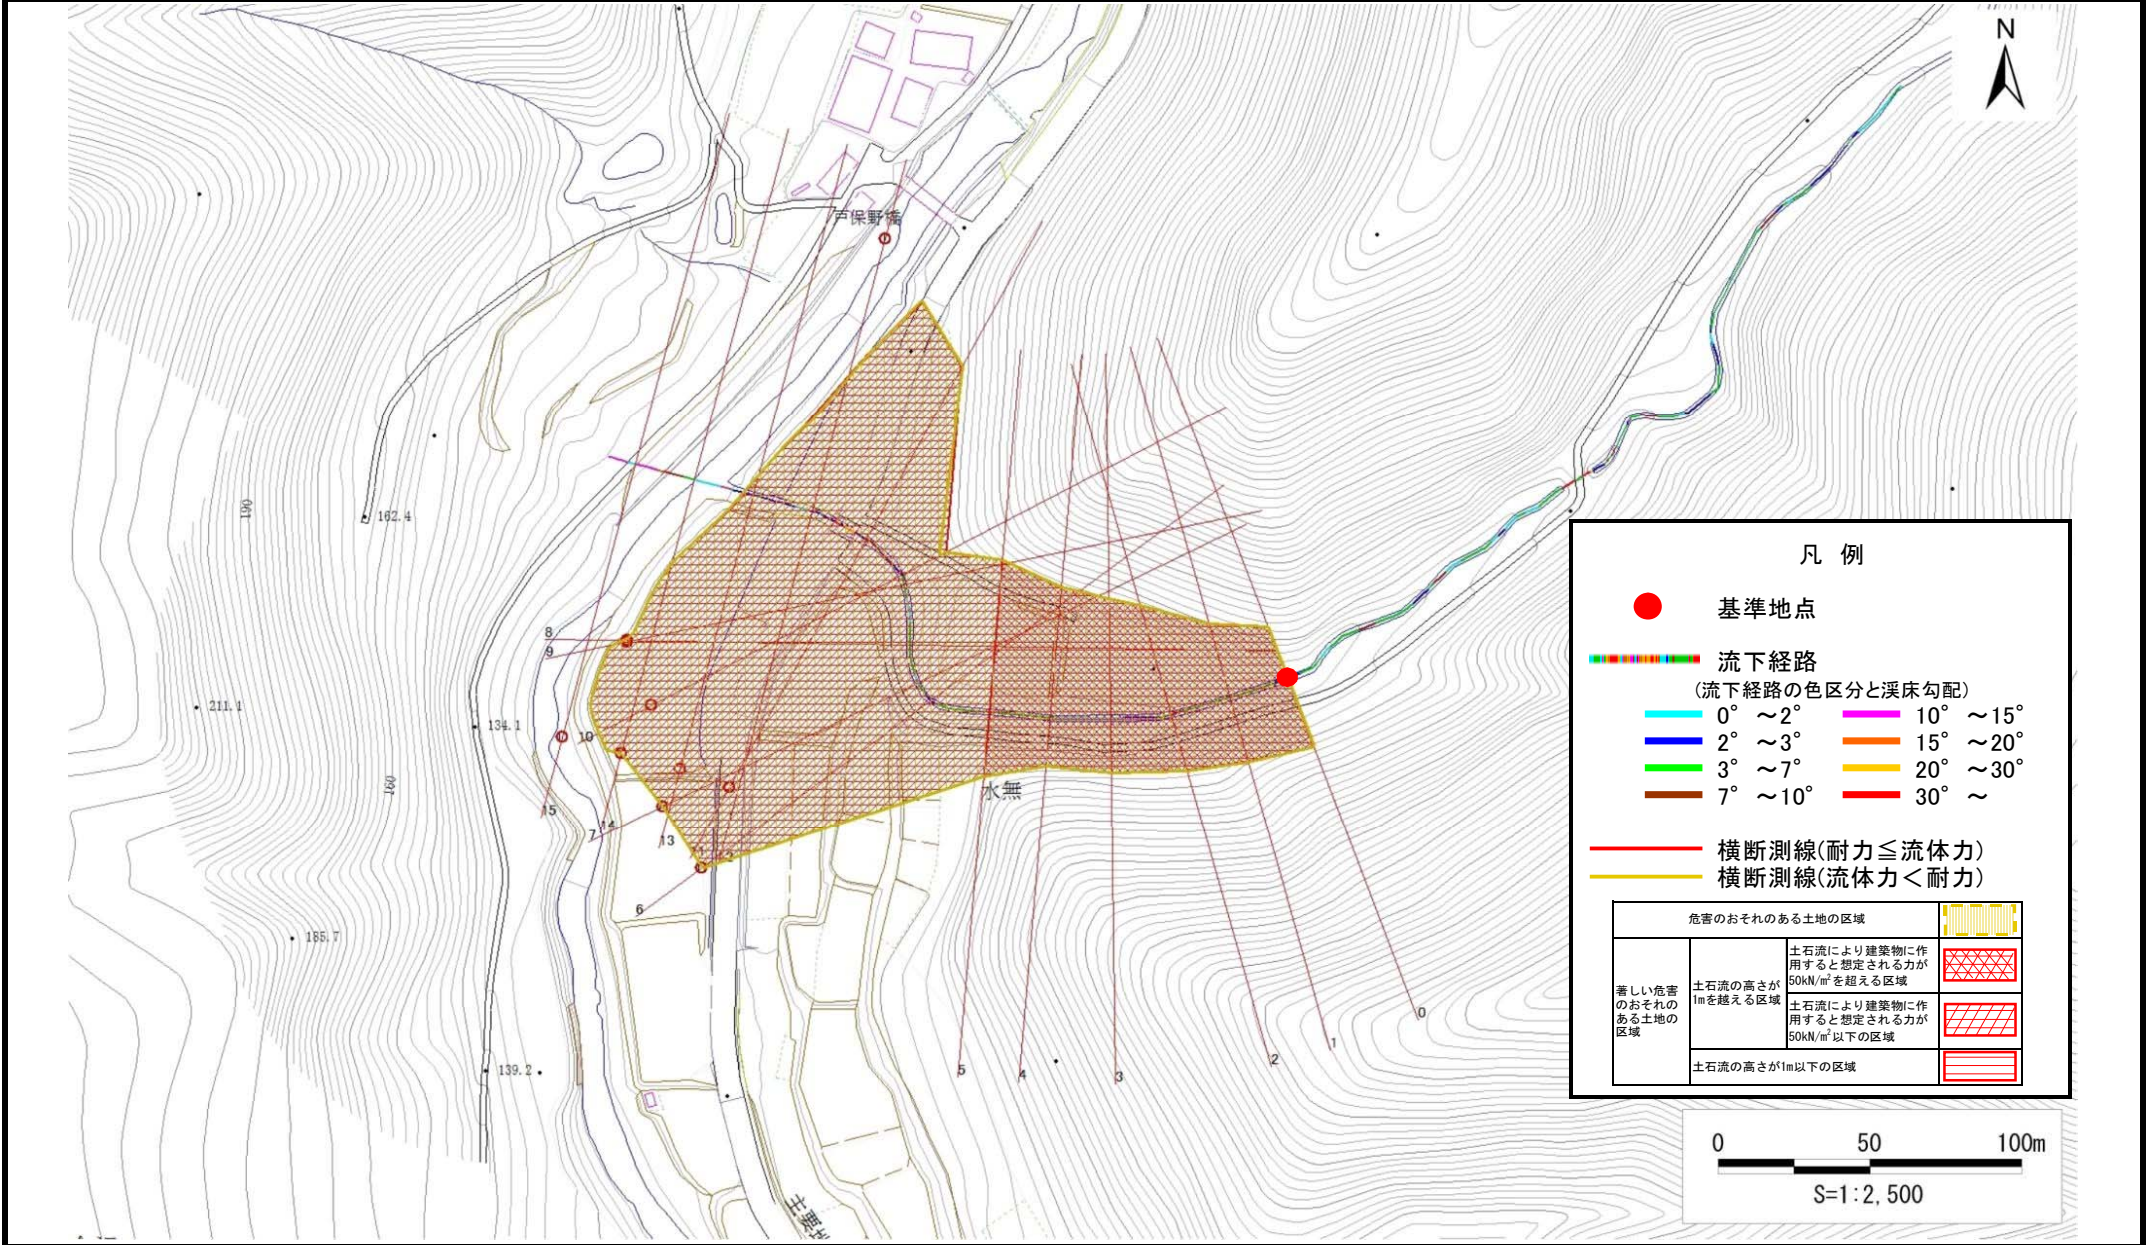 N
戸保野橋
190
162.4
8
9
211.1
134.1
10
160
15
14
7
13
水無
6
185.7
139.2
5
4
3
2
1
0
凡 例
基準地点
流下経路
(流下経路の色区分と渓床勾配)
0° ～2° 10° ～15°
2° ～3° 15° ～20°
3° ～7° 20° ～30°
7° ～10° 30° ～
横断測線(耐力≦流体力)
横断測線(流体力＜耐力)
危害のおそれのある土地の区域
著しい危害
のおそれの
ある土地の
区域
土石流の高さが
1mを越える区域
土石流により建築物に作
用すると想定される力が
50kN/㎡を超える区域
土石流により建築物に作
用すると想定される力が
50kN/㎡以下の区域
土石流の高さが1m以下の区域
0 50 100m
S=1:2,500
主要地